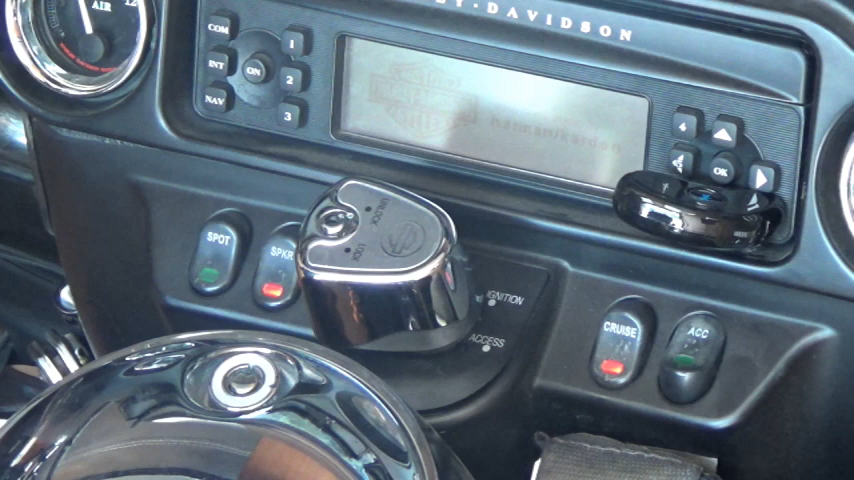 AIR
12
Y-DAVIDSON
COM
INT
NAV
ON
1
2
3
harman/kardon
4
OK
SPOT
SPKR
UNLOCK
LOCK
IGNITION
ACCESS
CRUISE
ACC